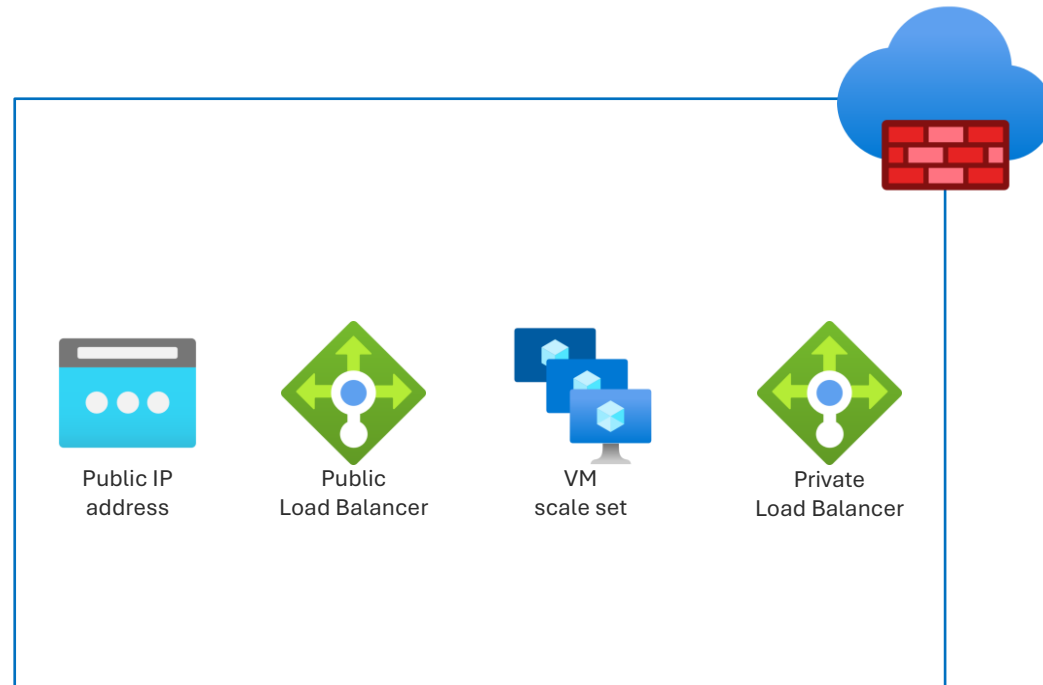 Public IP
address
Public
Load Balancer
VM
scale set
Private
Load Balancer